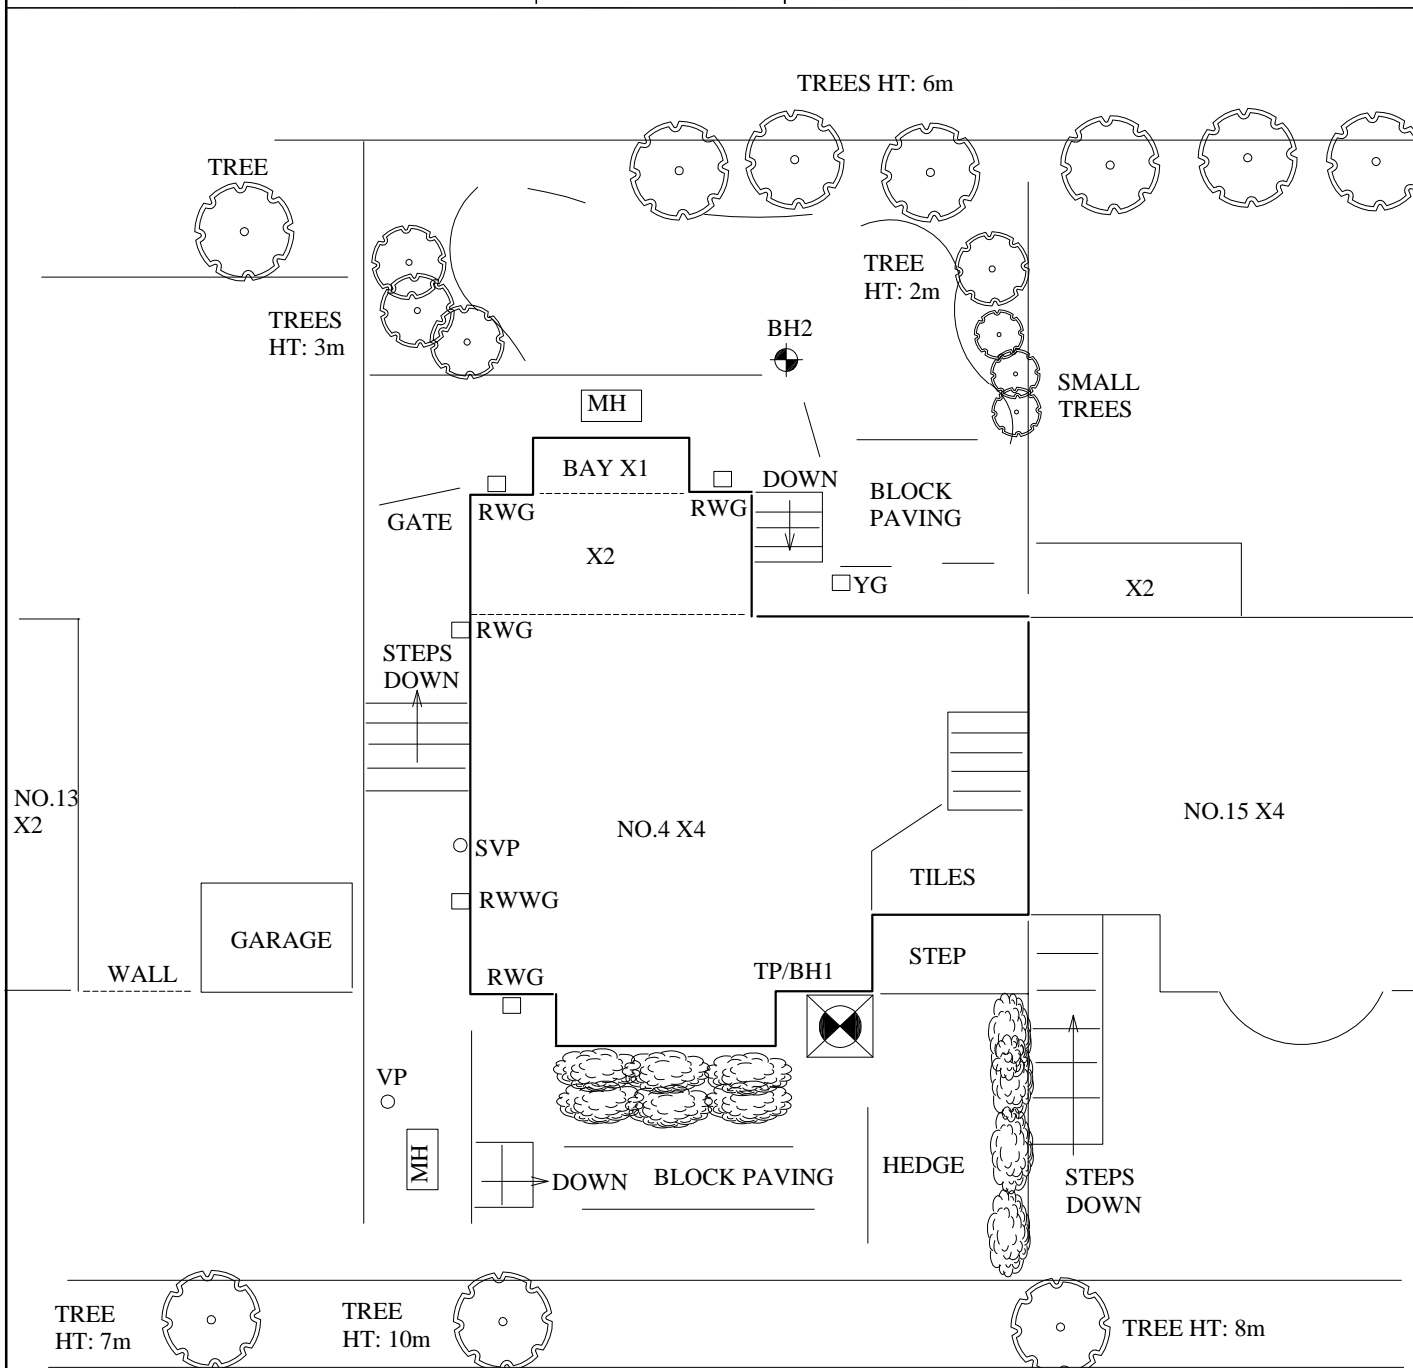 TREES HT: 6m
TREE
TREE
HT: 2m
TREES
HT: 3m
BH2
SMALL
TREES
MH
BAY X1
DOWN
BLOCK
PAVING
RWG
RWG
GATE
X2
YG
X2
RWG
STEPS
DOWN
NO.13
X2
NO.4 X4
NO.15 X4
SVP
TILES
RWWG
GARAGE
STEP
WALL
RWG
TP/BH1
VP
MH
DOWN
BLOCK PAVING
HEDGE
STEPS
DOWN
TREE
HT: 7m
TREE
HT: 10m
TREE HT: 8m